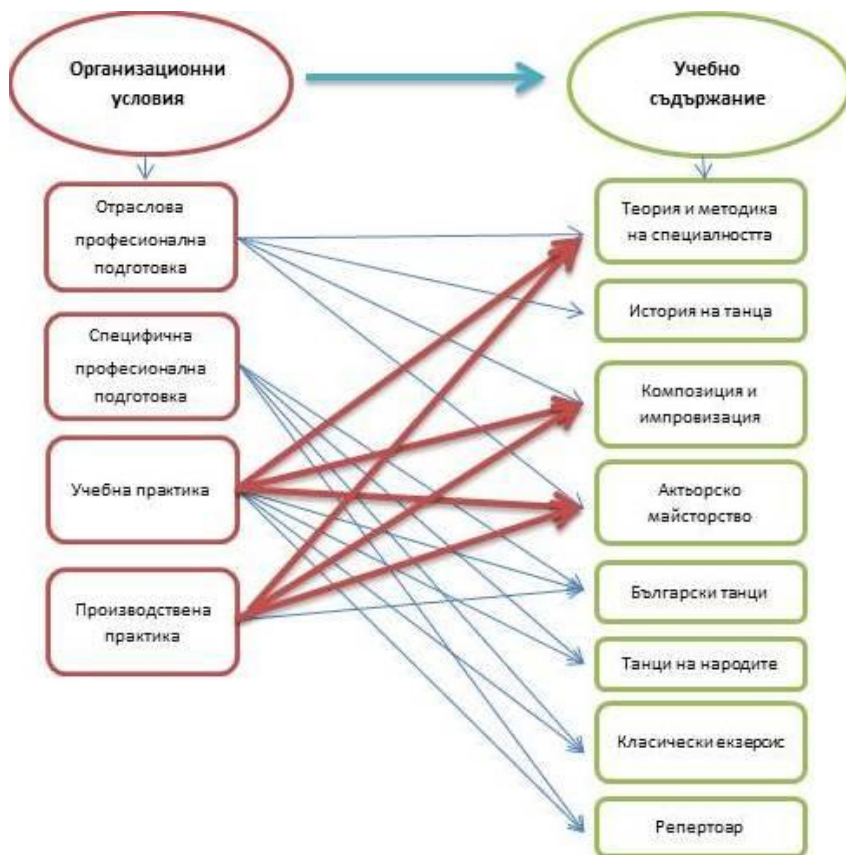 Организационни
условия
Учебно
съдържание
Отраслова
професионална
подготовка
Специфична
професионална
подготовка
Учебна практика
Производствена
практика
Теория и методика
на специалността
История на танца
Композиция и
импровизация
Актьорско
майсторство
Български танци
Танци на народите
Класически екзерсис
Репертоар